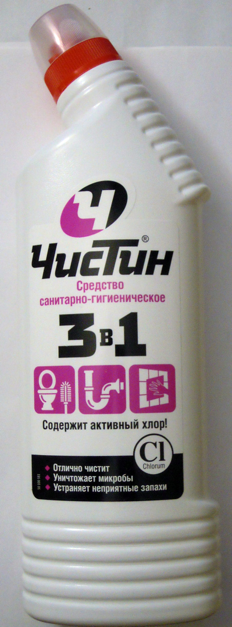 Ч
ЧисТин®
Средство
санитарно-гигиеническое
3в1
Содержит активный хлор!
Cl
Chlorum
Отлично чистит
Уничтожает микробы
Устраняет неприятные запахи